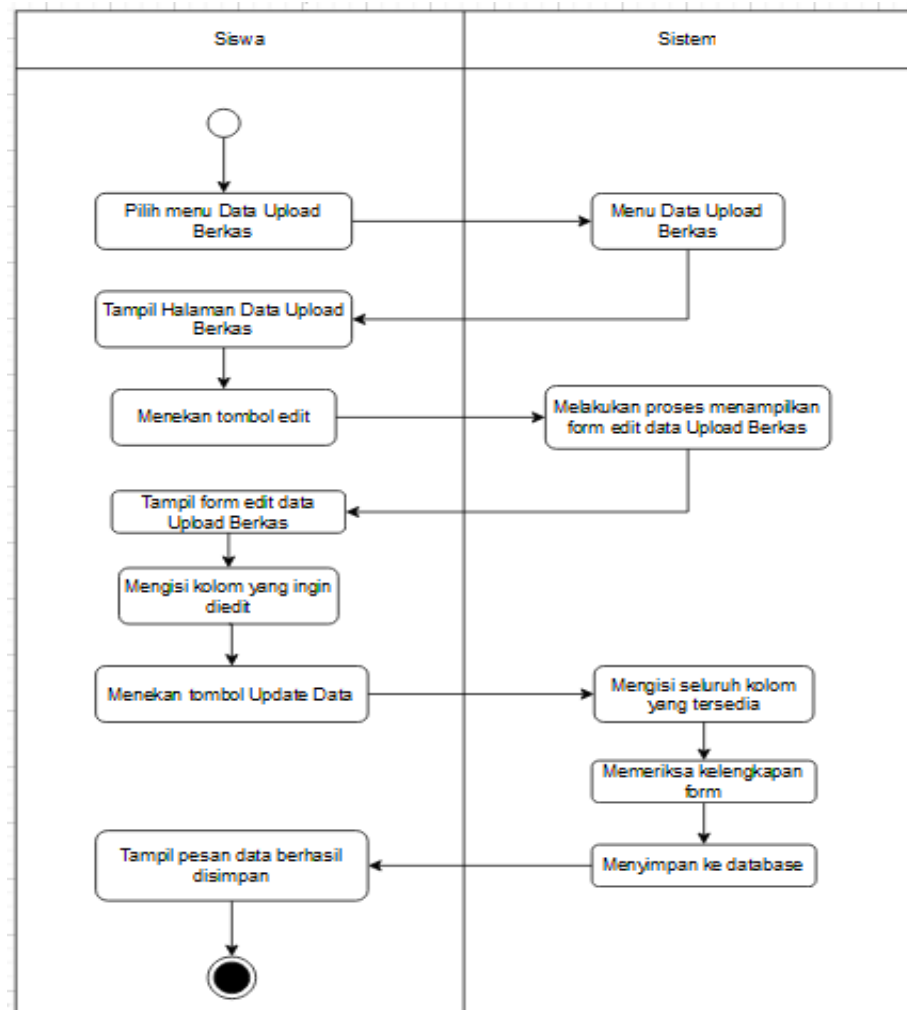 Siswa
Sistem
Pilih menu Data Upload
Berkas
Menu Data Upload
Berkas
Tampil Halaman Data Upload
Berkas
Menekan tombol edit
Melakukan proses menampilkan
form edit data Upload Berkas
Tampil form edit data
Upload Berkas
Mengisi kolom yang ingin
diedit
Menekan tombol Update Data
Mengisi seluruh kolom
yang tersedia
Memeriksa kelengkapan
form
Menyimpan ke database
Tampil pesan data berhasil
disimpan